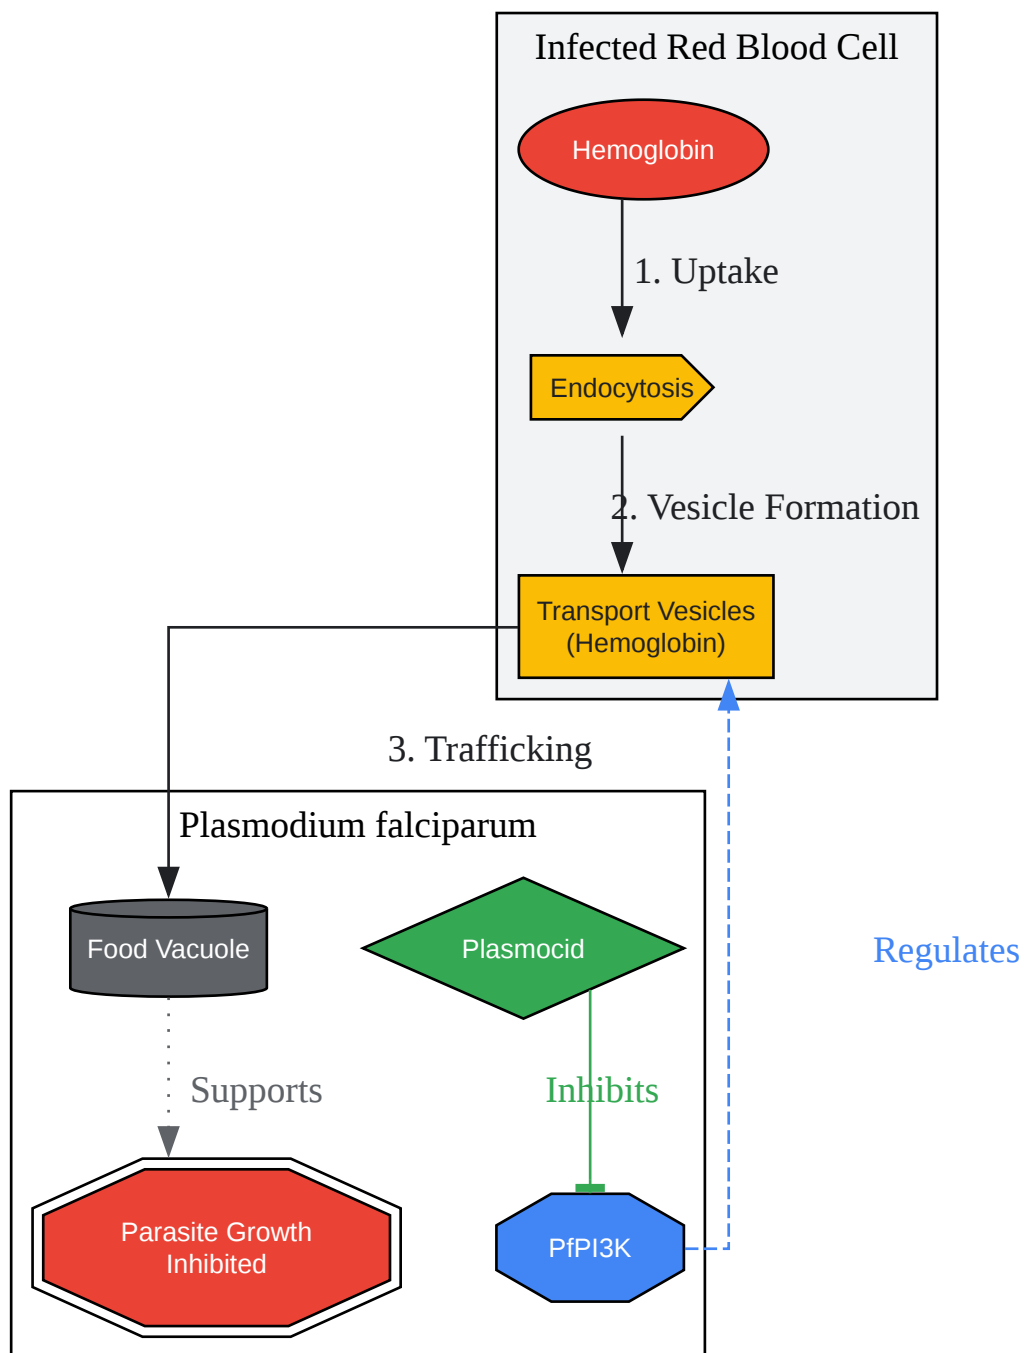 Infected Red Blood Cell
Hemoglobin
1. Uptake
Endocytosis
2. Vesicle Formation
Transport Vesicles
(Hemoglobin)
3. Trafficking
Plasmodium falciparum
Food Vacuole
Plasmocid
Regulates
Supports
Inhibits
Parasite Growth
Inhibited
PfPI3K